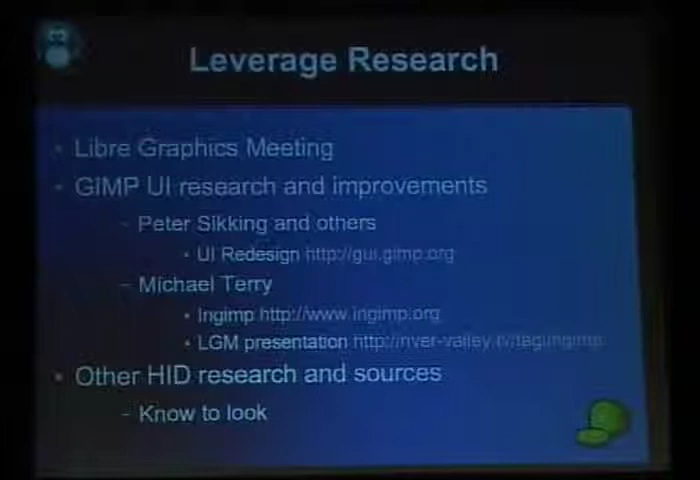 Leverage Research
Libre Graphics Meeting
GIMP UI research and improvements
Peter Sikking and others
UI Redesign http://gui.gimp.org
Michael Terry
Ingimp http://www.ingimp.org
LGM presentation http://river-valley.tv/tag/ingimp
Other HID research and sources
Know to look